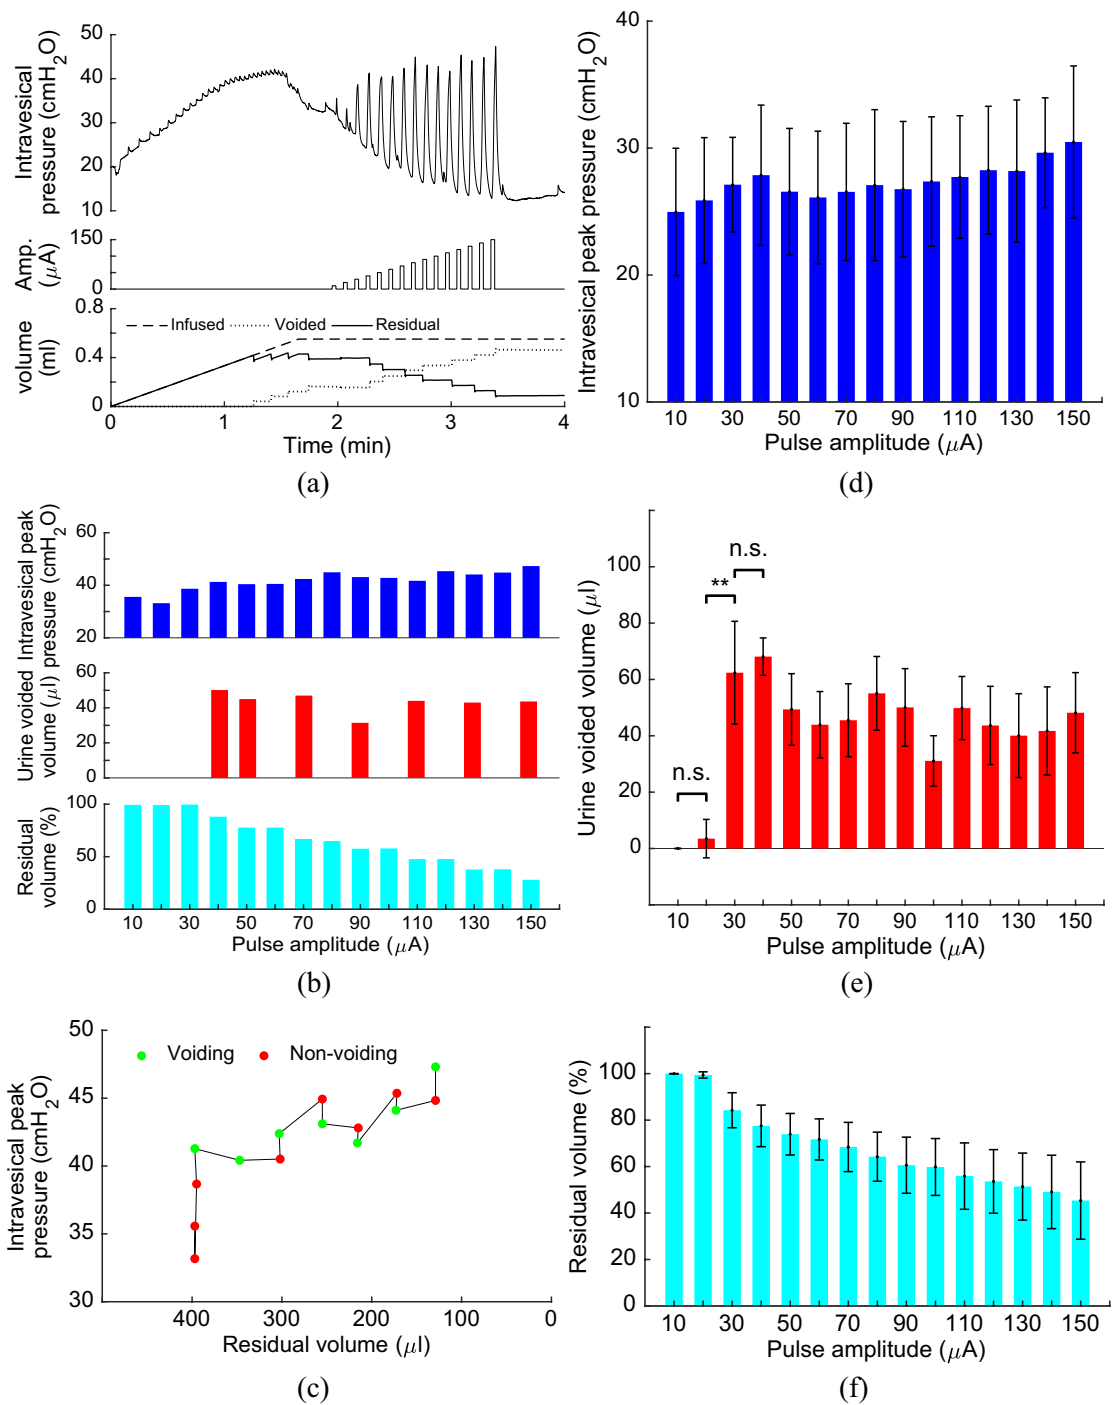 50
40
30
20
10
Intravesical
pressure (cmH2O)
150
0
Amp.
(μA)
0.8
0.4
0
volume (ml)
Infused Voided Residual
0 1 2 3 4
Time (min)
(a)
60
40
20
Intravesical peak
pressure (cmH2O)
60
40
20
0
Urine voided
volume (μl)
100
50
0
Residual
volume (%)
10 30 50 70 90 110 130 150
Pulse amplitude (μA)
(b)
50
45
40
35
30
Intravesical peak
pressure (cmH2O)
Voiding Non-voiding
400 300 200 100 0
Residual volume (μl)
(c)
40
30
20
10
Intravesical peak pressure (cmH2O)
10 30 50 70 90 110 130 150
Pulse amplitude (μA)
(d)
100
80
60
40
20
0
Urine voided volume (μl)
n.s.
**
n.s.
10 30 50 70 90 110 130 150
Pulse amplitude (μA)
(e)
100
80
60
40
20
0
Residual volume (%)
10 30 50 70 90 110 130 150
Pulse amplitude (μA)
(f)